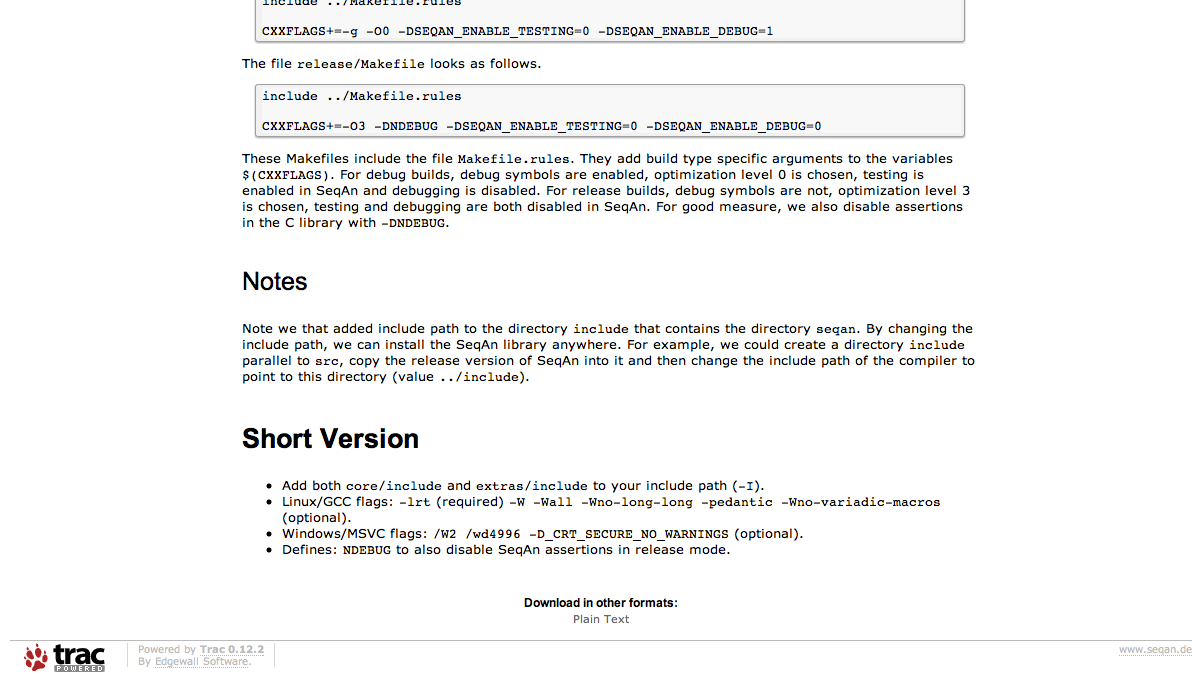 include ../Makefile.rules
CXXFLAGS+=-g -O0 -DSEQAN_ENABLE_TESTING=0 -DSEQAN_ENABLE_DEBUG=1
The file release/Makefile looks as follows.
include ../Makefile.rules
CXXFLAGS+=-O3 -DNDEBUG -DSEQAN_ENABLE_TESTING=0 -DSEQAN_ENABLE_DEBUG=0
These Makefiles include the file Makefile.rules. They add build type specific arguments to the variables
$(CXXFLAGS). For debug builds, debug symbols are enabled, optimization level 0 is chosen, testing is
enabled in SeqAn and debugging is disabled. For release builds, debug symbols are not, optimization level 3
is chosen, testing and debugging are both disabled in SeqAn. For good measure, we also disable assertions
in the C library with -DNDEBUG.
Notes
Note we that added include path to the directory include that contains the directory seqan. By changing the
include path, we can install the SeqAn library anywhere. For example, we could create a directory include
parallel to src, copy the release version of SeqAn into it and then change the include path of the compiler to
point to this directory (value ../include).
Short Version
• Add both core/include and extras/include to your include path (-I).
• Linux/GCC flags: -lrt (required) -W -Wall -Wno-long-long -pedantic -Wno-variadic-macros
(optional).
• Windows/MSVC flags: /W2 /wd4996 -D_CRT_SECURE_NO_WARNINGS (optional).
• Defines: NDEBUG to also disable SeqAn assertions in release mode.
Download in other formats:
Plain Text
trac
POWERED
Powered by Trac 0.12.2
By Edgewall Software.
www.seqan.de